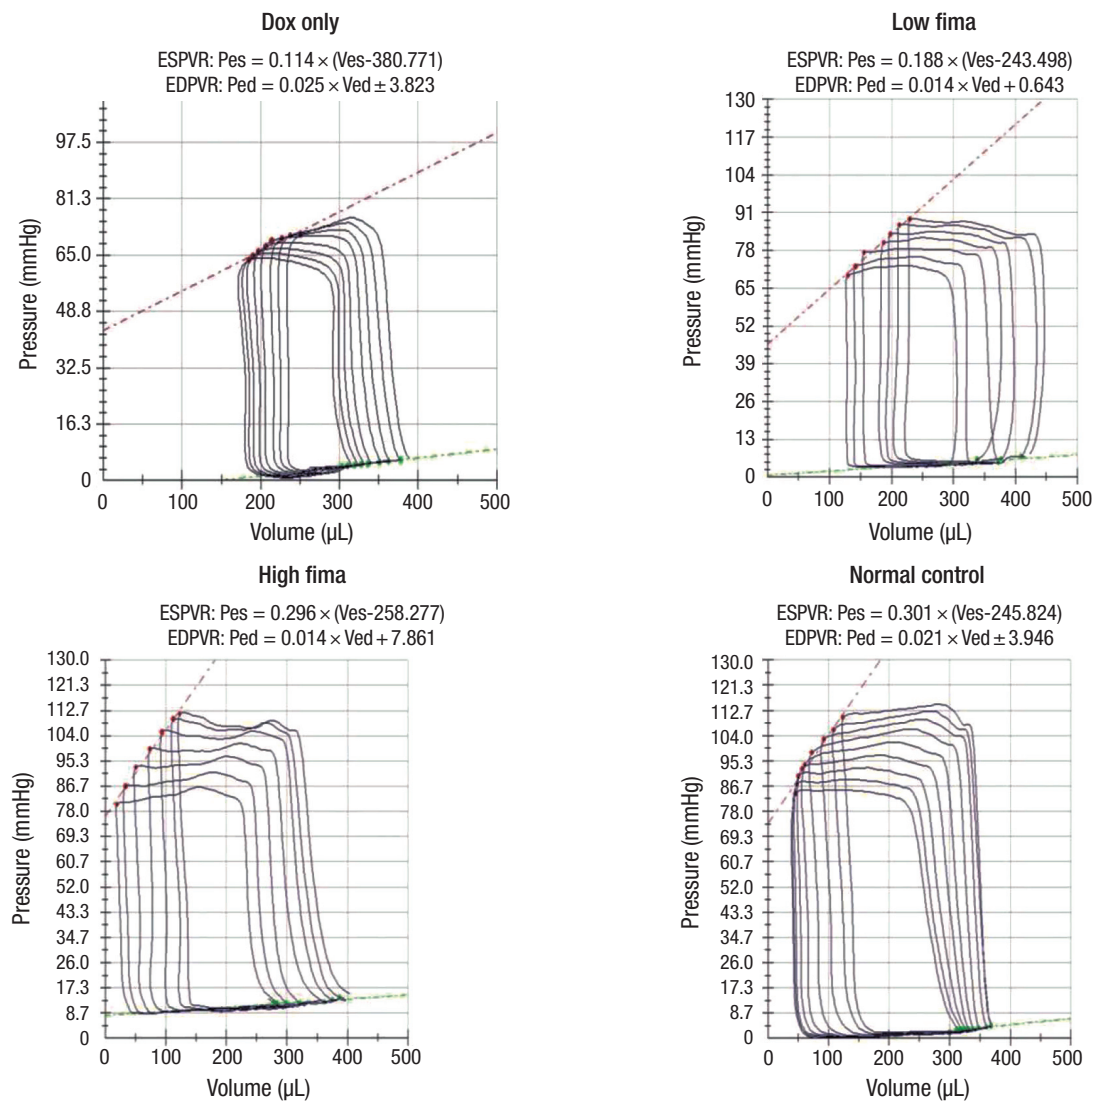 Dox only
ESPVR: Pes = 0.114 × (Ves-380.771)
EDPVR: Ped = 0.025 × Ved ± 3.823
97.5
81.3
65.0
48.8
32.5
16.3
0
Pressure (mmHg)
0 100 200 300 400 500
Volume (µL)
Low fima
ESPVR: Pes = 0.188 × (Ves-243.498)
EDPVR: Ped = 0.014 × Ved + 0.643
130
117
104
91
78
65
52
39
26
13
0
Pressure (mmHg)
0 100 200 300 400 500
Volume (µL)
High fima
ESPVR: Pes = 0.296 × (Ves-258.277)
EDPVR: Ped = 0.014 × Ved + 7.861
130.0
121.3
112.7
104.0
95.3
86.7
78.0
69.3
60.7
52.0
43.3
34.7
26.0
17.3
8.7
0
Pressure (mmHg)
0 100 200 300 400 500
Volume (µL)
Normal control
ESPVR: Pes = 0.301 × (Ves-245.824)
EDPVR: Ped = 0.021 × Ved ± 3.946
130.0
121.3
112.7
104.0
95.3
86.7
78.0
69.3
60.7
52.0
43.3
34.7
26.0
17.3
8.7
0
Pressure (mmHg)
0 100 200 300 400 500
Volume (µL)